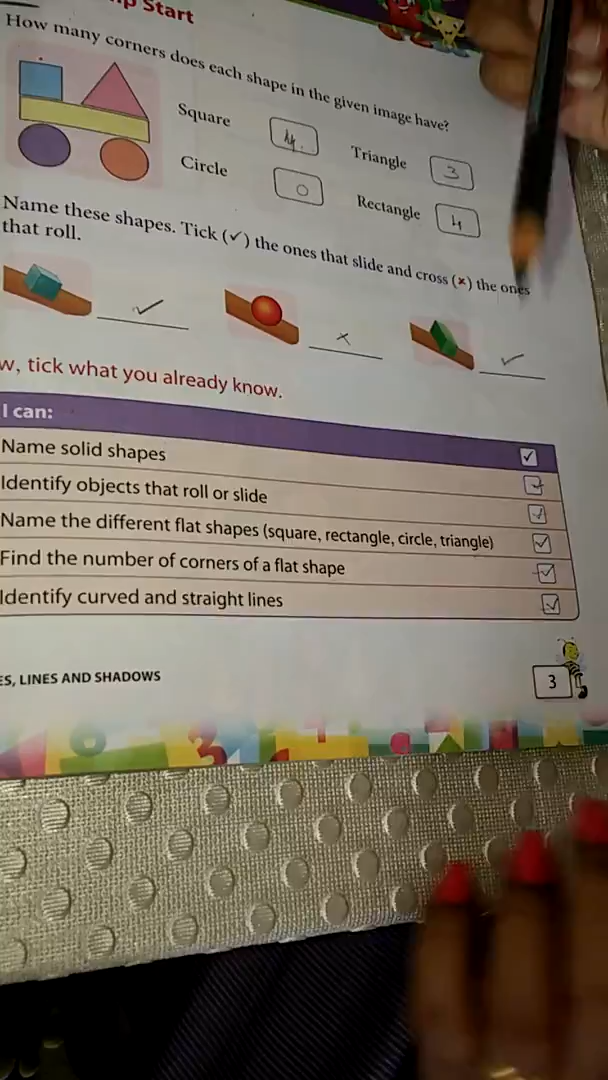 Start
How many corners does each shape in the given image have?
Square 4. Triangle 3
Circle 0 Rectangle 4
Name these shapes. Tick (✓) the ones that slide and cross (×) the ones
that roll.
✓ × ✓
w, tick what you already know.
I can:
Name solid shapes ✓
Identify objects that roll or slide ✓
Name the different flat shapes (square, rectangle, circle, triangle) ✓
Find the number of corners of a flat shape ✓
Identify curved and straight lines ✓
ES, LINES AND SHADOWS
3